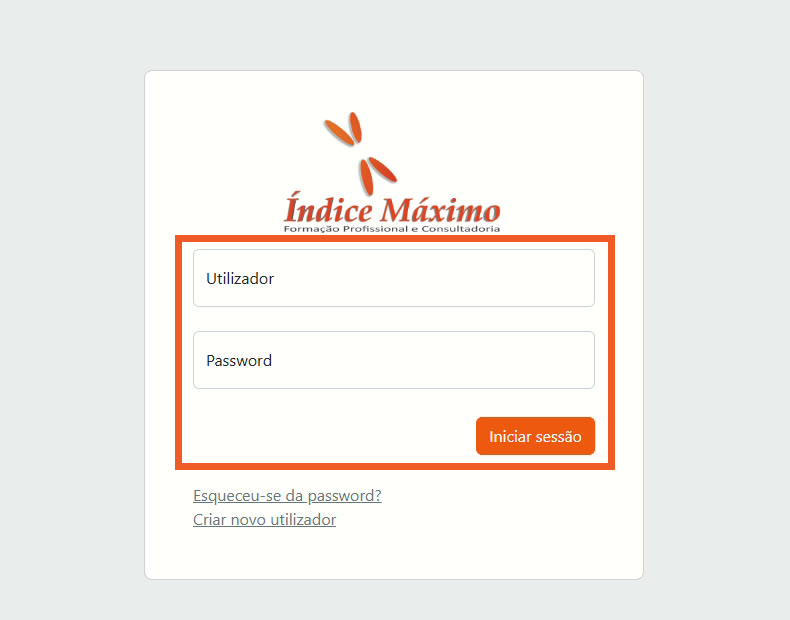 Índice Máximo
Formação Profissional e Consultadoria
Utilizador
Password
Iniciar sessão
Esqueceu-se da password?
Criar novo utilizador